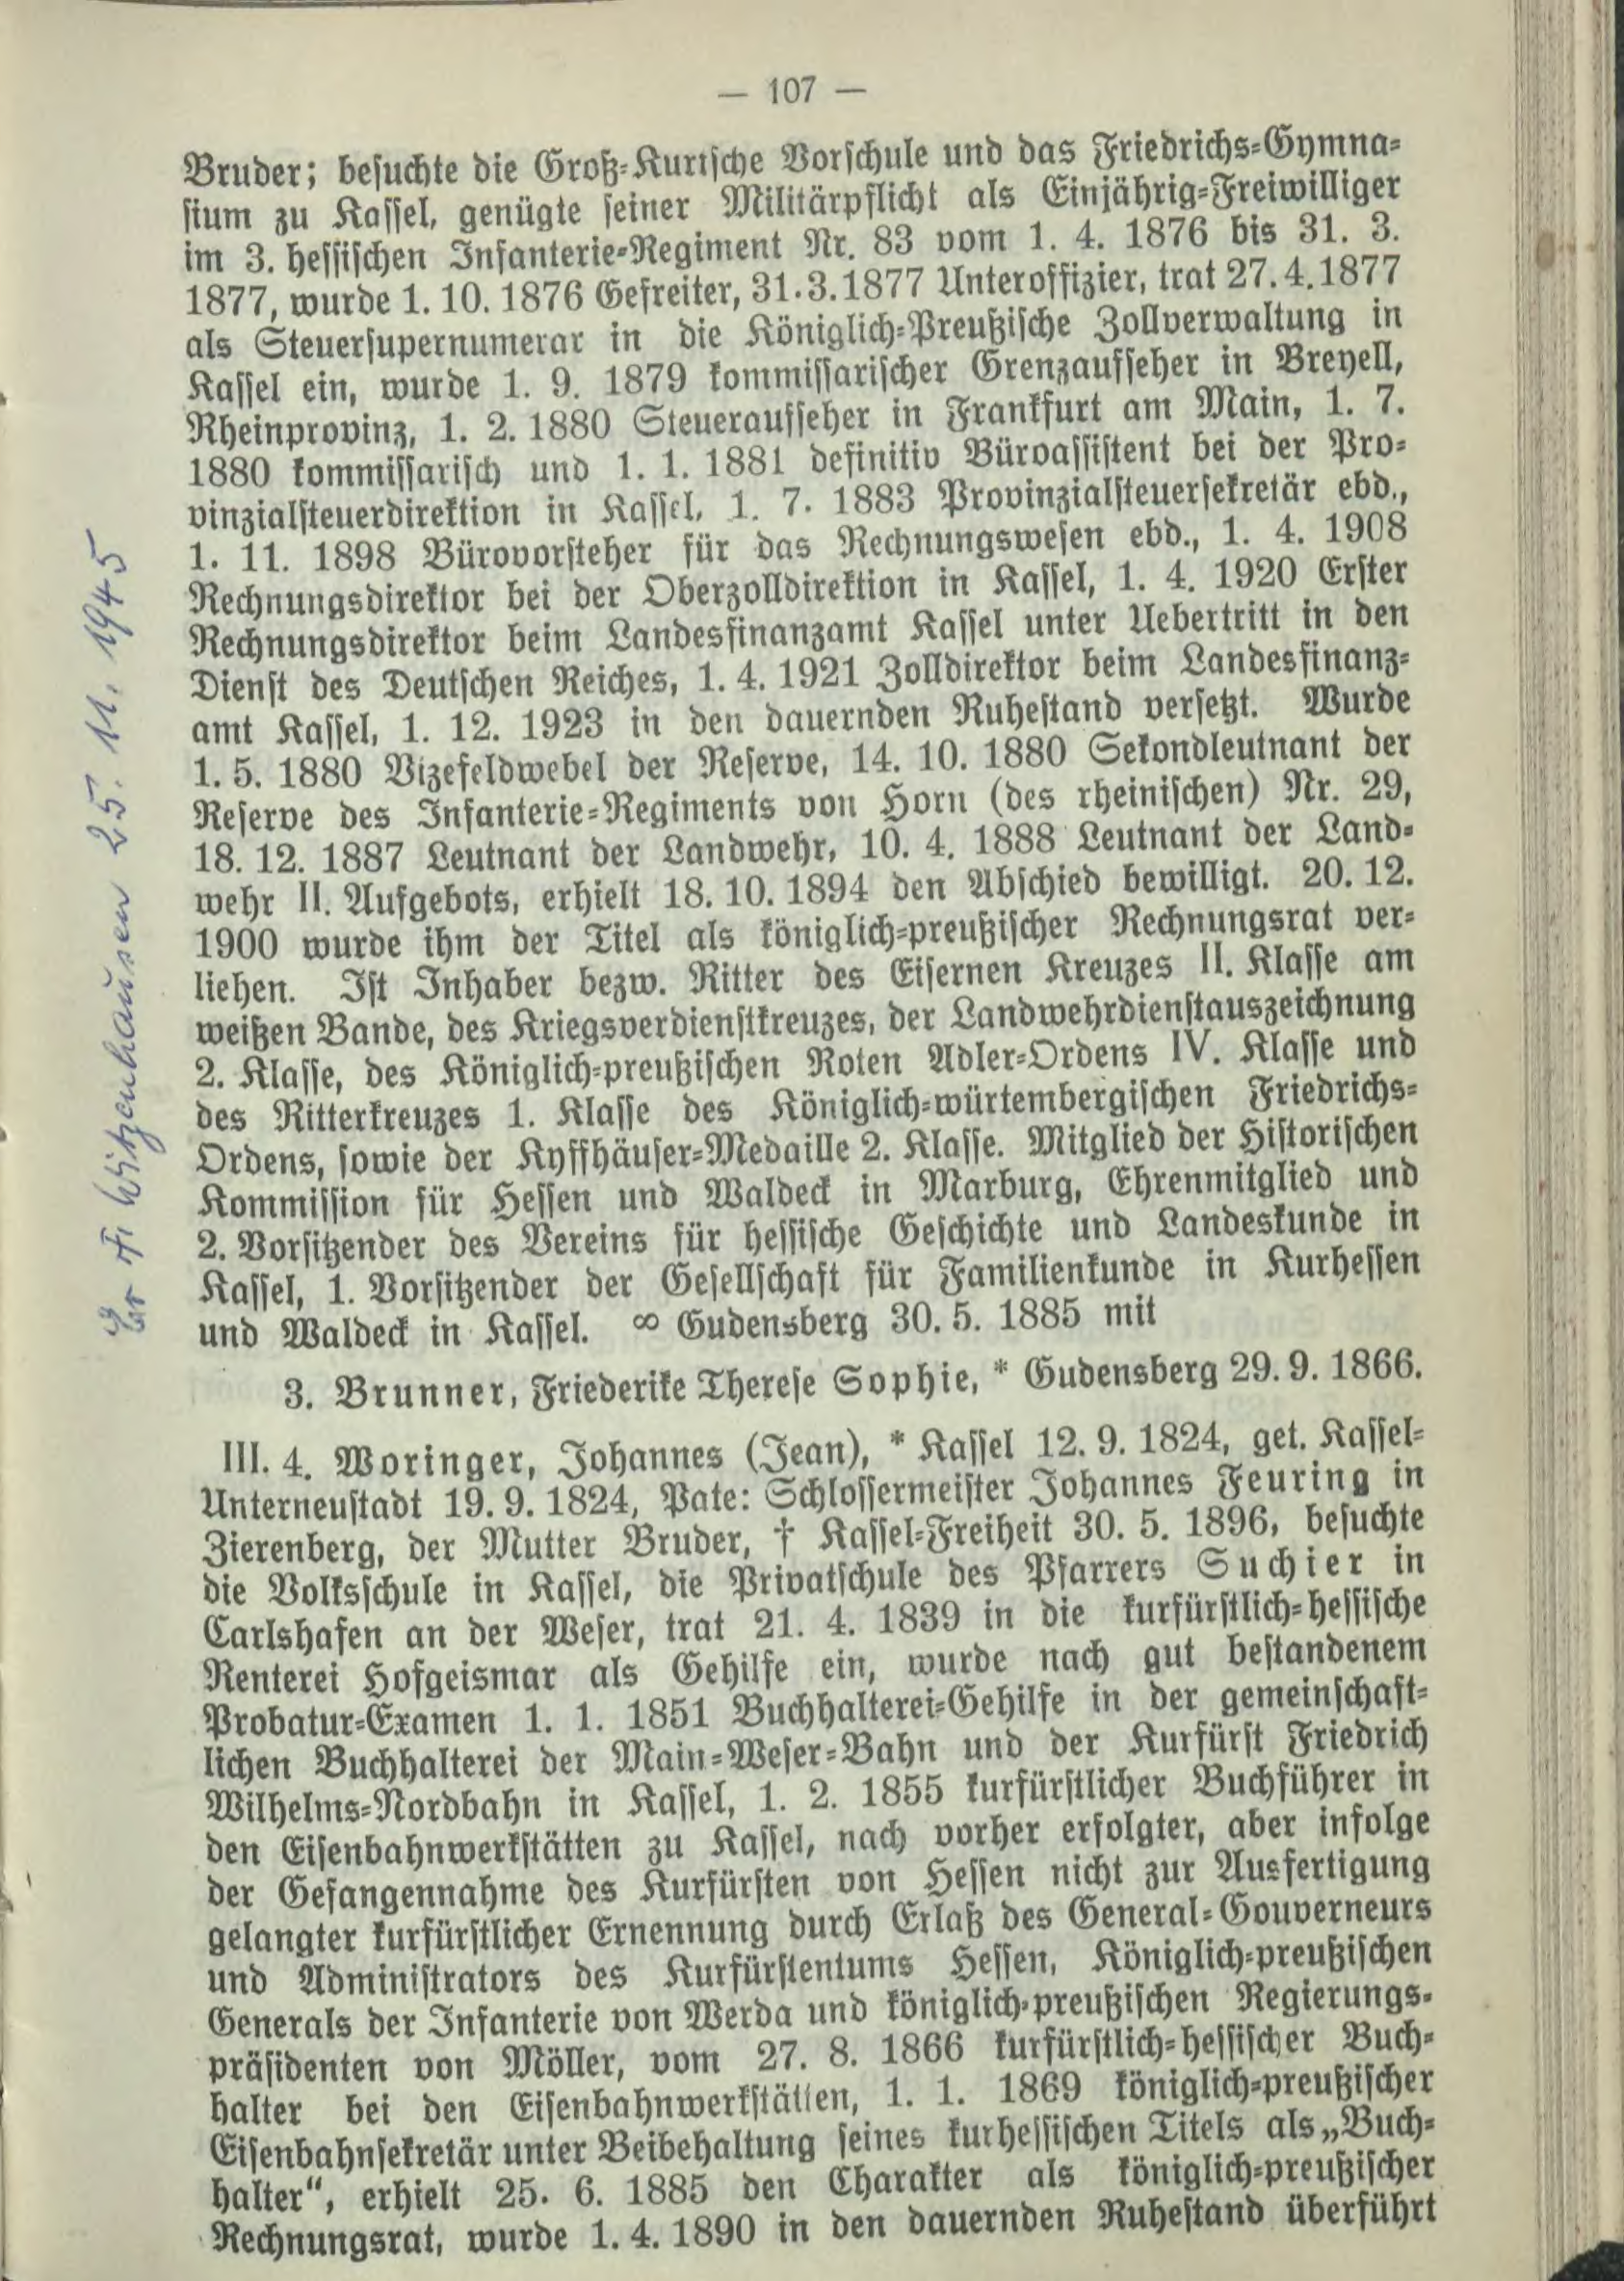 — 107 —
Bruder; besuchte die Groß-Kurtsche Vorschule und das Friedrichs-Gymna-
sium zu Kassel, genügte seiner Militärpflicht als Einjährig-Freiwilliger
im 3. hessischen Infanterie-Regiment Nr. 83 vom 1. 4. 1876 bis 31. 3.
1877, wurde 1. 10. 1876 Gefreiter, 31.3.1877 Unteroffizier, trat 27.4.1877
als Steuersupernumerar in die Königlich-Preußische Zollverwaltung in
Kassel ein, wurde 1. 9. 1879 kommissarischer Grenzaufseher in Breyell,
Rheinprovinz, 1. 2. 1880 Steueraufseher in Frankfurt am Main, 1. 7.
1880 kommissarisch und 1. 1. 1881 definitiv Büroassistent bei der Pro-
vinzialsteuerdirektion in Kassel, 1. 7. 1883 Provinzialsteuersekretär ebd.,
1. 11. 1898 Bürovorsteher für das Rechnungswesen ebd., 1. 4. 1908
Rechnungsdirektor bei der Oberzolldirektion in Kassel, 1. 4. 1920 Erster
Rechnungsdirektor beim Landesfinanzamt Kassel unter Uebertritt in den
Dienst des Deutschen Reiches, 1. 4. 1921 Zolldirektor beim Landesfinanz-
amt Kassel, 1. 12. 1923 in den dauernden Ruhestand versetzt. Wurde
1. 5. 1880 Vizefeldwebel der Reserve, 14. 10. 1880 Sekondleutnant der
Reserve des Infanterie-Regiments von Horn (des rheinischen) Nr. 29,
18. 12. 1887 Leutnant der Landwehr, 10. 4. 1888 Leutnant der Land-
wehr II. Aufgebots, erhielt 18. 10. 1894 den Abschied bewilligt. 20. 12.
1900 wurde ihm der Titel als königlich-preußischer Rechnungsrat ver-
liehen. Ist Inhaber bezw. Ritter des Eisernen Kreuzes II. Klasse am
weißen Bande, des Kriegsverdienstkreuzes, der Landwehrdienstauszeichnung
2. Klasse, des Königlich-preußischen Roten Adler-Ordens IV. Klasse und
des Ritterkreuzes 1. Klasse des Königlich-würtembergischen Friedrichs-
Ordens, sowie der Kyffhäuser-Medaille 2. Klasse. Mitglied der Historischen
Kommission für Hessen und Waldeck in Marburg, Ehrenmitglied und
2. Vorsitzender des Vereins für hessische Geschichte und Landeskunde in
Kassel, 1. Vorsitzender der Gesellschaft für Familienkunde in Kurhessen
und Waldeck in Kassel. ∞ Gudensberg 30. 5. 1885 mit
3. Brunner, Friederike Therese Sophie, * Gudensberg 29. 9. 1866.
III. 4. Woringer, Johannes (Jean), * Kassel 12. 9. 1824, get. Kassel-
Unterneustadt 19. 9. 1824, Pate: Schlossermeister Johannes Feuring in
Zierenberg, der Mutter Bruder, † Kassel-Freiheit 30. 5. 1896, besuchte
die Volksschule in Kassel, die Privatschule des Pfarrers Suchier in
Carlshafen an der Weser, trat 21. 4. 1839 in die kurfürstlich-hessische
Renterei Hofgeismar als Gehilfe ein, wurde nach gut bestandenem
Probatur-Examen 1. 1. 1851 Buchhalterei-Gehilfe in der gemeinschaft-
lichen Buchhalterei der Main-Weser-Bahn und der Kurfürst Friedrich
Wilhelms-Nordbahn in Kassel, 1. 2. 1855 kurfürstlicher Buchführer in
den Eisenbahnwerkstätten zu Kassel, nach vorher erfolgter, aber infolge
der Gefangennahme des Kurfürsten von Hessen nicht zur Ausfertigung
gelangter kurfürstlicher Ernennung durch Erlaß des General-Gouverneurs
und Administrators des Kurfürstentums Hessen, Königlich-preußischen
Generals der Infanterie von Werda und königlich-preußischen Regierungs-
präsidenten von Möller, vom 27. 8. 1866 kurfürstlich-hessischer Buch-
halter bei den Eisenbahnwerkstätten, 1. 1. 1869 königlich-preußischer
Eisenbahnsekretär unter Beibehaltung seines kurhessischen Titels als „Buch-
halter“, erhielt 25. 6. 1885 den Charakter als königlich-preußischer
Rechnungsrat, wurde 1. 4. 1890 in den dauernden Ruhestand überführt
Er † Witzenhausen 25. 11. 1945